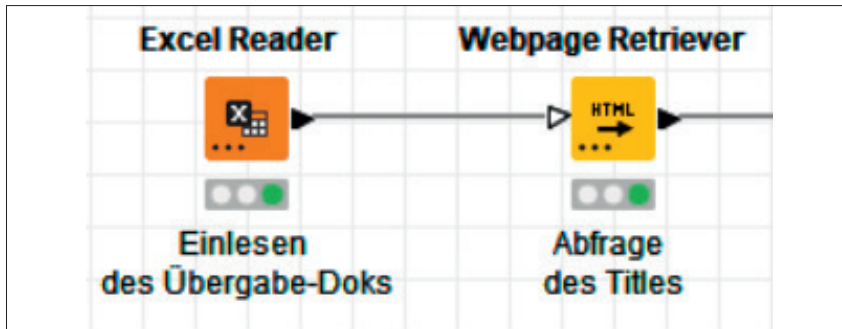 Excel Reader
Webpage Retriever
HTML
Einlesen
des Übergabe-Doks
Abfrage
des Titles